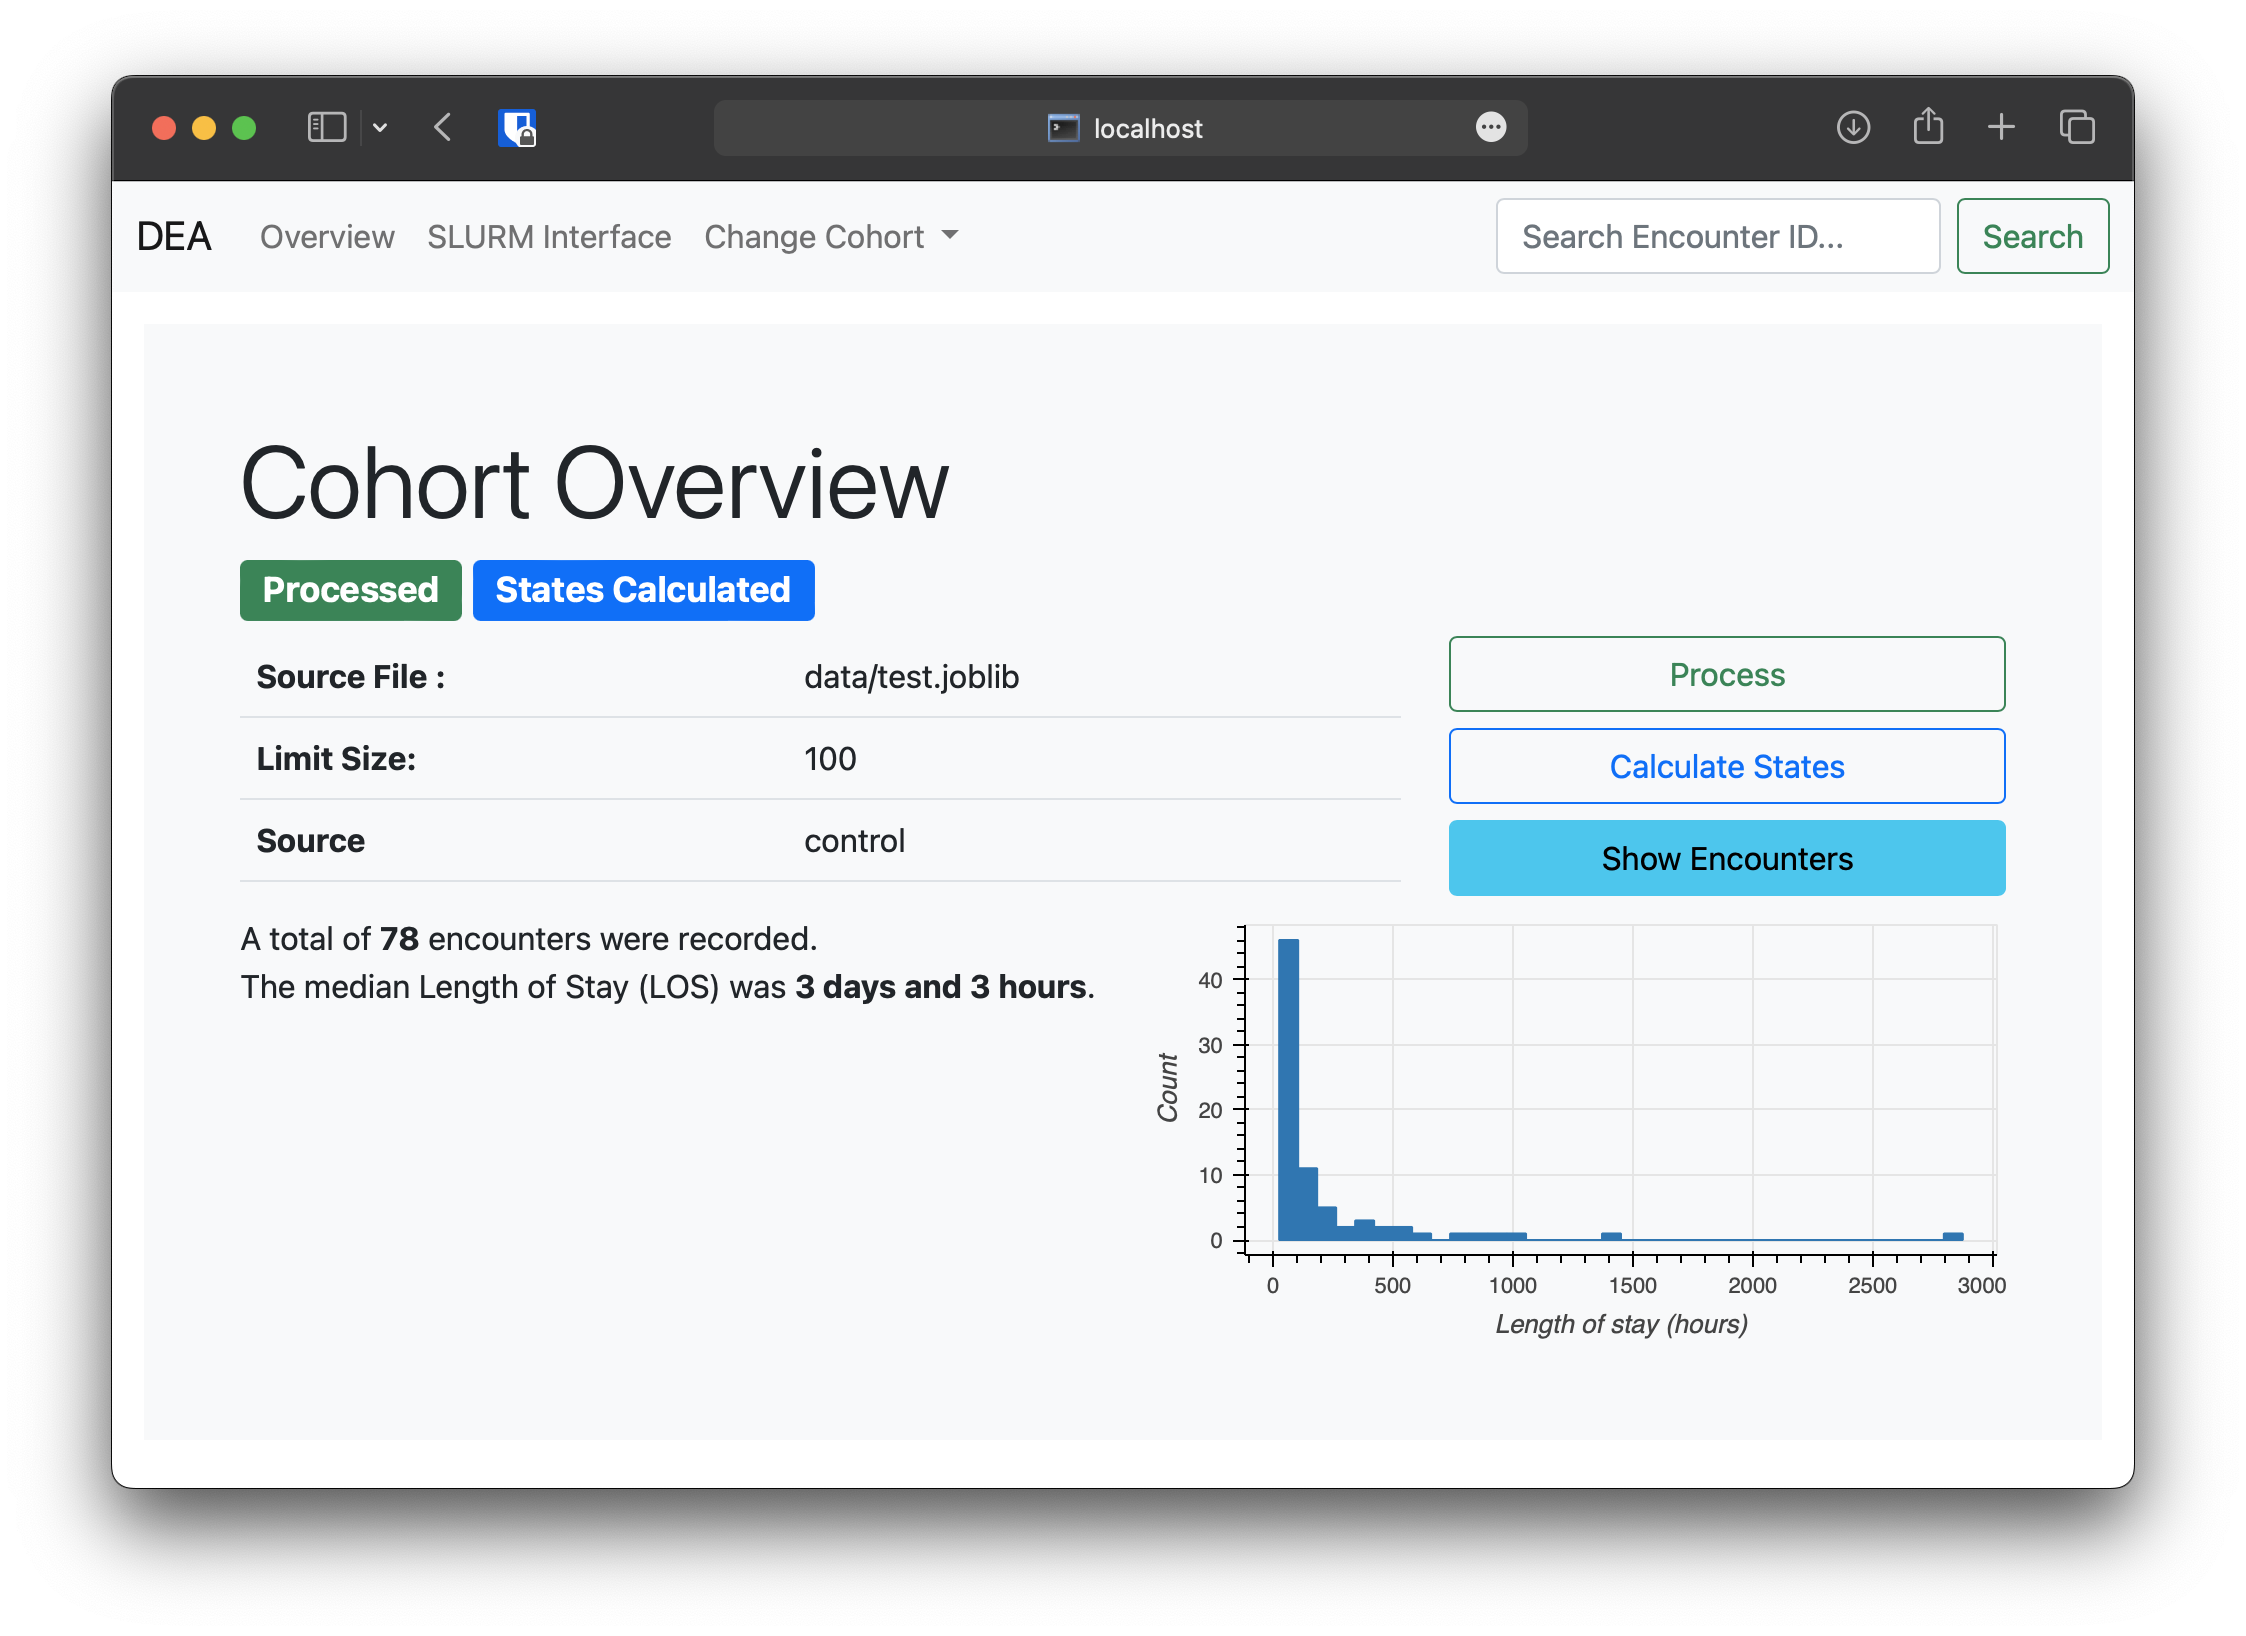 localhost
DEA Overview SLURM Interface Change Cohort Search Encounter ID... Search
Cohort Overview
Processed States Calculated
Source File : data/test.joblib
Limit Size: 100
Source control
Process
Calculate States
Show Encounters
A total of 78 encounters were recorded.
The median Length of Stay (LOS) was 3 days and 3 hours.
Count
40
30
20
10
0
0 500 1000 1500 2000 2500 3000
Length of stay (hours)